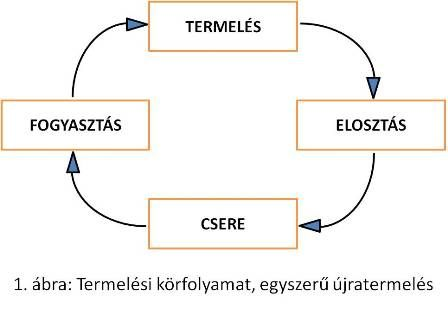 TERMELÉS
FOGYASZTÁS
ELOSZTÁS
CSERE
1. ábra: Termelési körfolyamat, egyszerű újratermelés